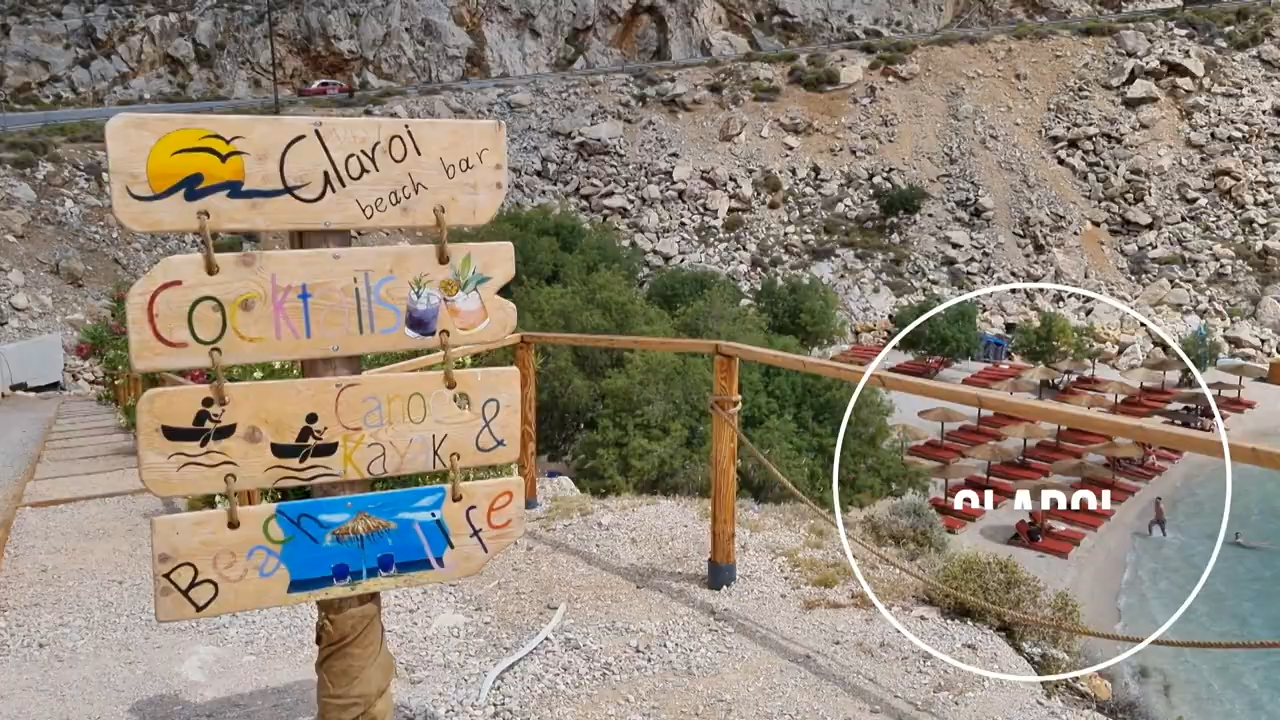 Glaroi
beach bar
Cocktails
Canoe &
Kayak
Beach life